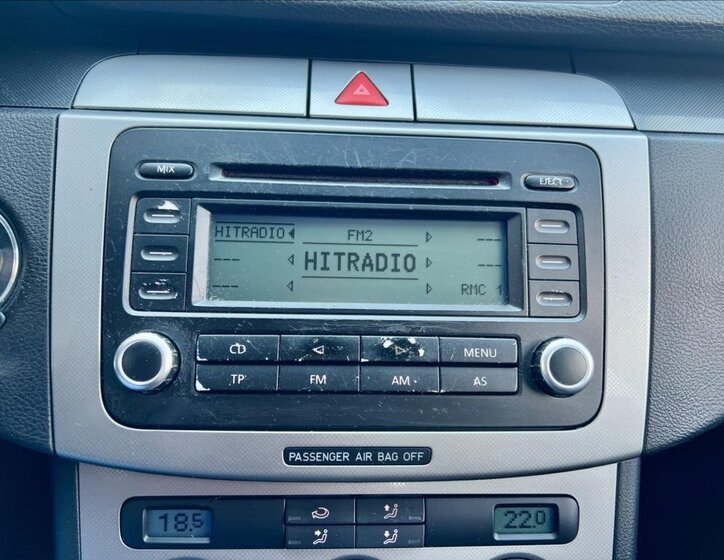 MIX
EJECT
HITRADIO
FM2
---
---
HITRADIO
---
---
RMC 1
CD
MENU
TP
FM
AM
AS
PASSENGER AIR BAG OFF
18.5
22.0